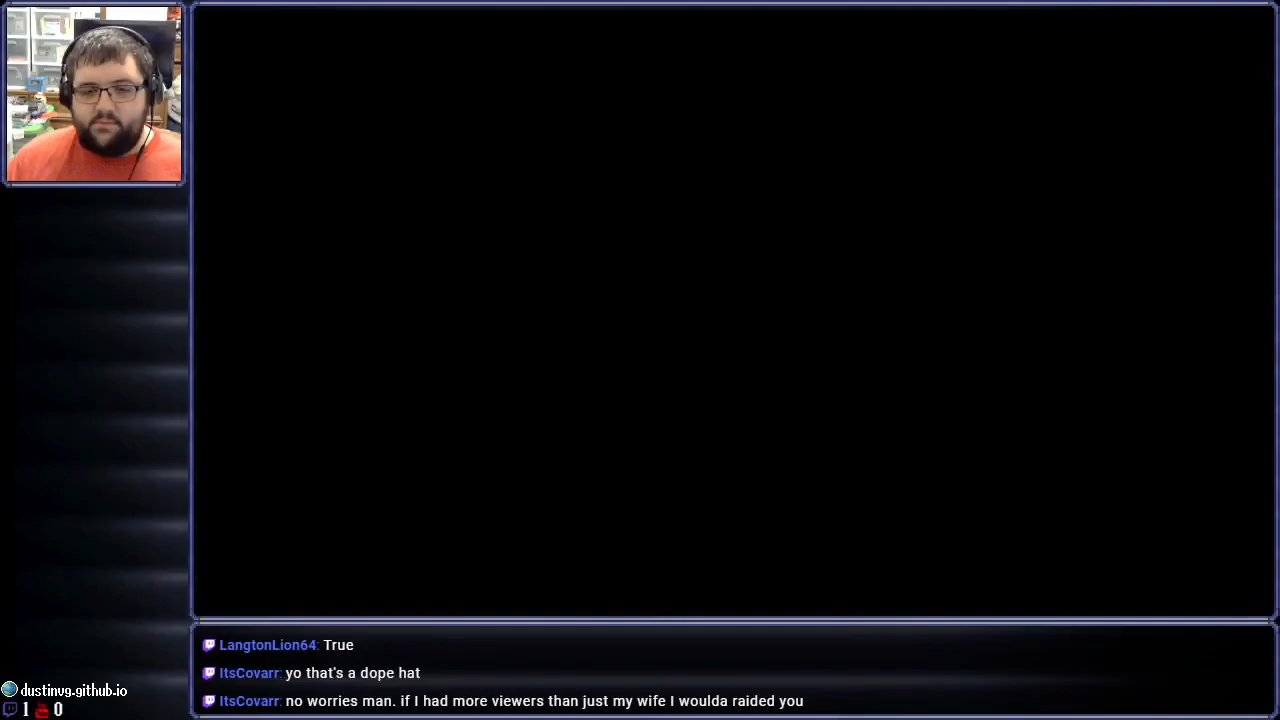 LangtonLion64: True
ItsCovarr: yo that's a dope hat
ItsCovarr: no worries man. if I had more viewers than just my wife I woulda raided you
dustinvg.github.io
1 0